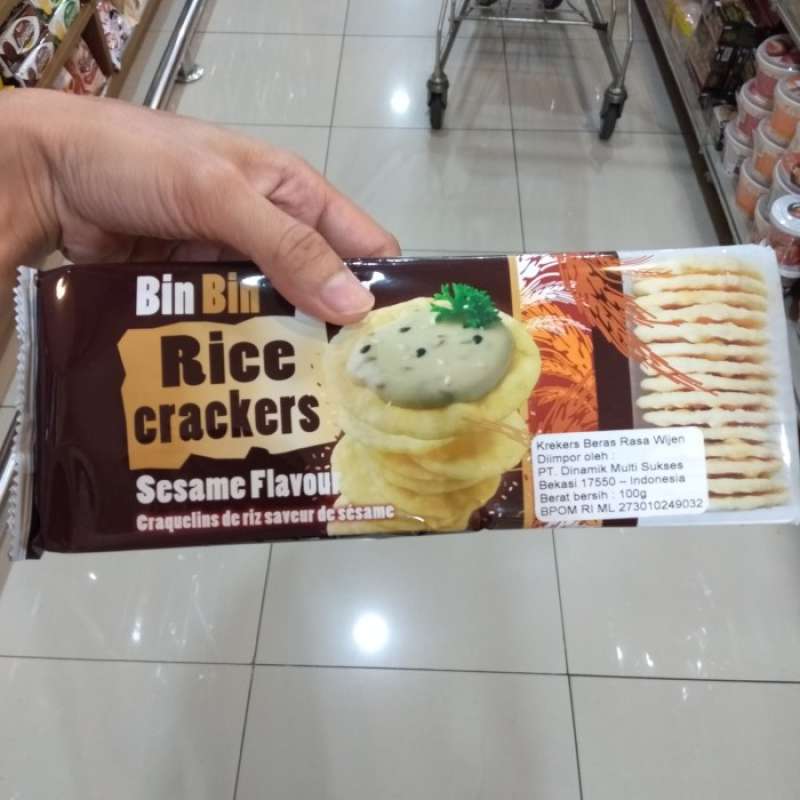 Bin Bin
Rice
crackers
Sesame Flavour
Craquelins de riz saveur de sésame
Krekers Beras Rasa Wijen
Diimpor oleh :
PT. Dinamik Multi Sukses
Bekasi 17550 – Indonesia
Berat bersih : 100g
BPOM RI ML 273010249032